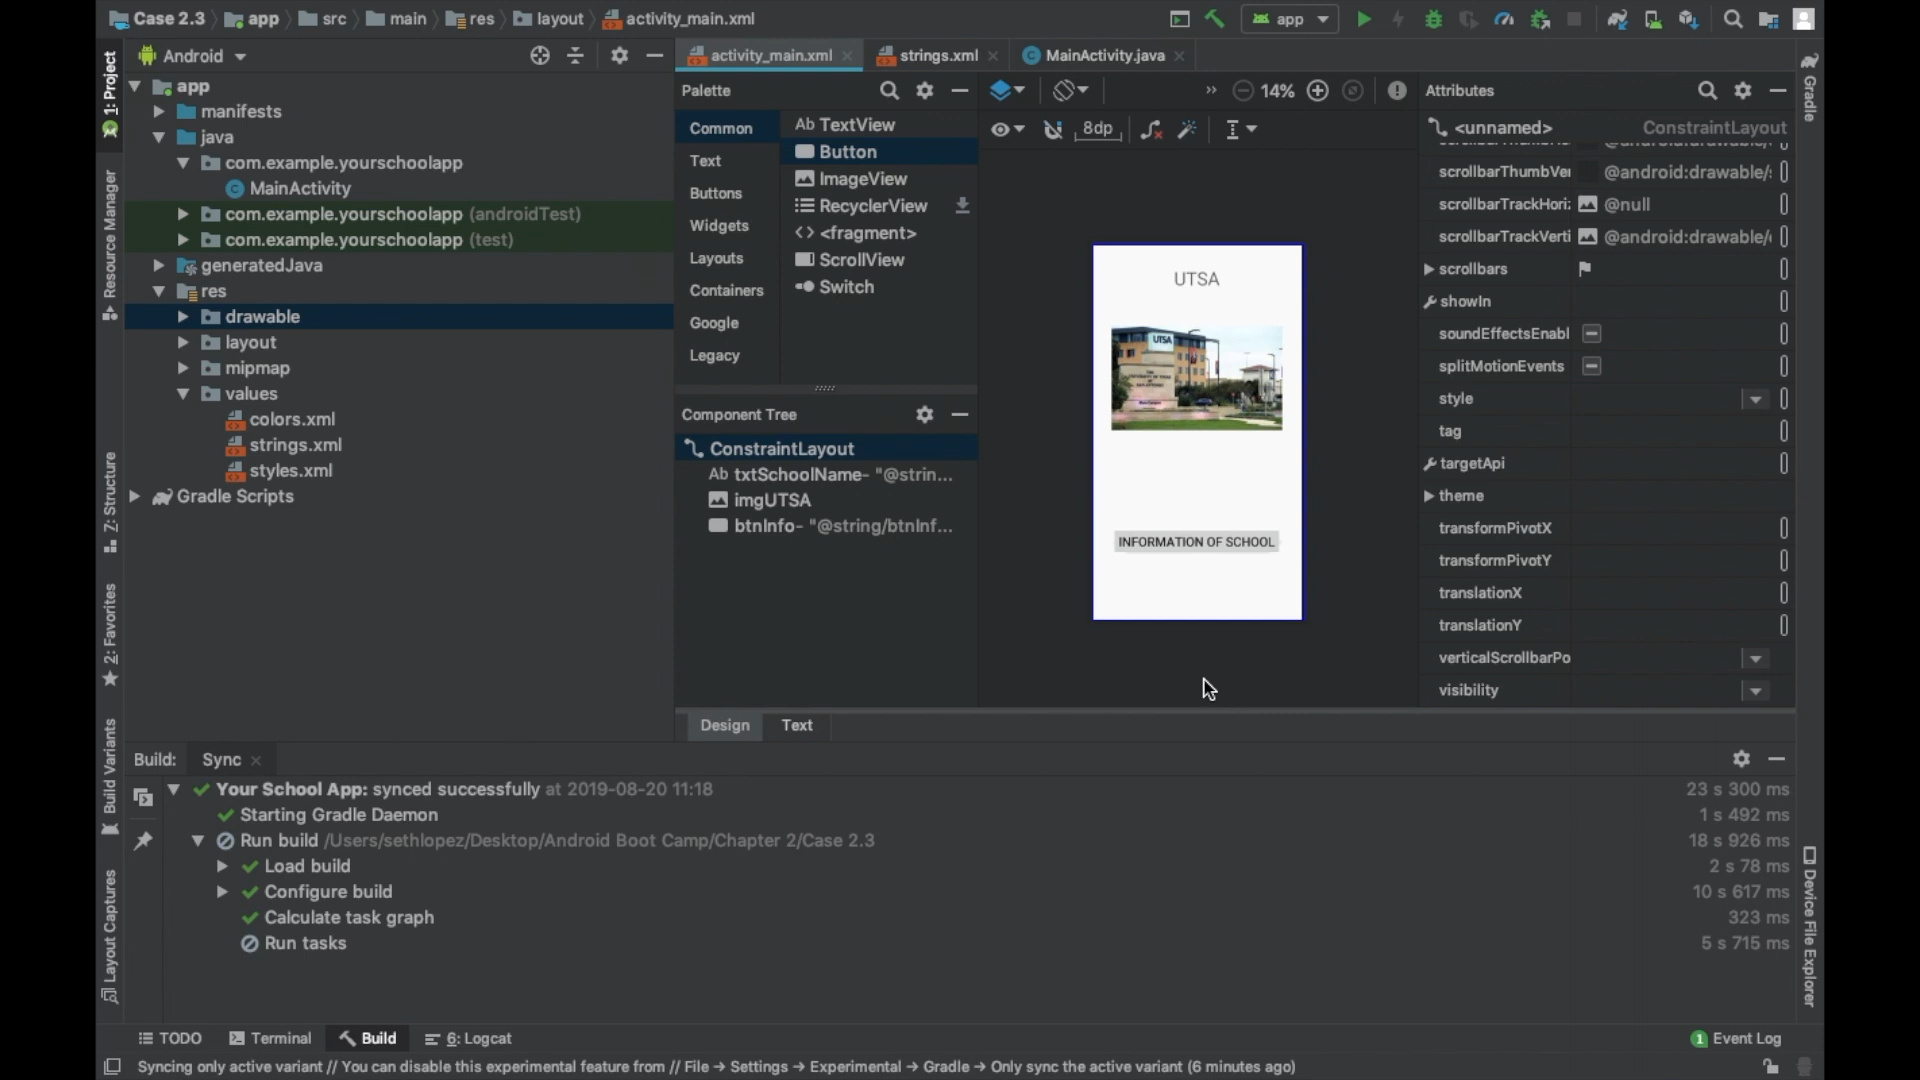 Case 2.3 app src main res layout activity_main.xml app
1: Project
Resource Manager
7: Structure
2: Favorites
Build Variants
Layout Captures
Android
app
manifests
java
com.example.yourschoolapp
MainActivity
com.example.yourschoolapp (androidTest)
com.example.yourschoolapp (test)
generatedJava
res
drawable
layout
mipmap
values
colors.xml
strings.xml
styles.xml
Gradle Scripts
activity_main.xml strings.xml MainActivity.java
Palette
Common
Text
Buttons
Widgets
Layouts
Containers
Google
Legacy
Ab TextView
Button
ImageView
RecyclerView
<fragment>
ScrollView
Switch
Component Tree
ConstraintLayout
Ab txtSchoolName- "@strin...
imgUTSA
btnInfo- "@string/btnInf...
14%
8dp
UTSA
UTSA
INFORMATION OF SCHOOL
Design Text
Attributes
<unnamed> ConstraintLayout
scrollbarThumbVe @android:drawable/
scrollbarTrackHori: @null
scrollbarTrackVerti @android:drawable/
scrollbars
showIn
soundEffectsEnabl
splitMotionEvents
style
tag
targetApi
theme
transformPivotX
transformPivotY
translationX
translationY
verticalScrollbarPo
visibility
Gradle
Device File Explorer
Build: Sync
Your School App: synced successfully at 2019-08-20 11:18 23 s 300 ms
Starting Gradle Daemon 1 s 492 ms
Run build /Users/sethlopez/Desktop/Android Boot Camp/Chapter 2/Case 2.3 18 s 926 ms
Load build 2 s 78 ms
Configure build 10 s 617 ms
Calculate task graph 323 ms
Run tasks 5 s 715 ms
TODO Terminal Build 6: Logcat 1 Event Log
Syncing only active variant // You can disable this experimental feature from // File → Settings → Experimental → Gradle → Only sync the active variant (6 minutes ago)